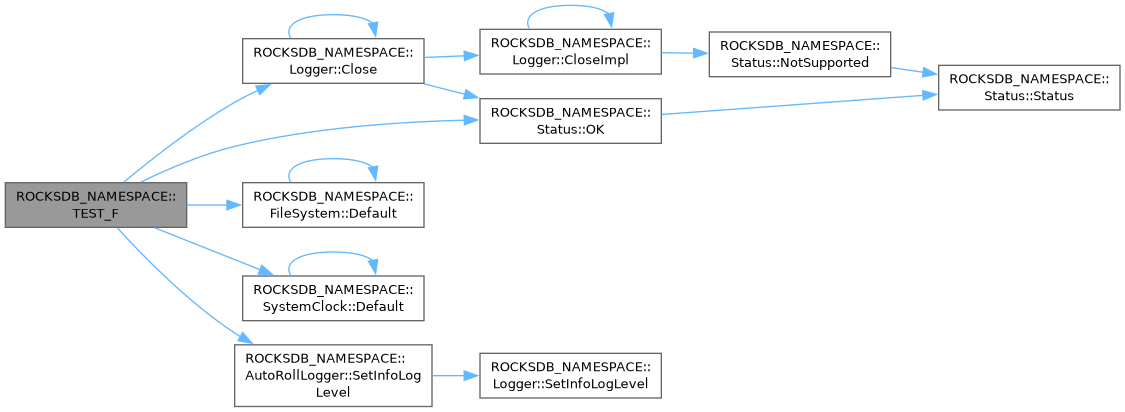 ROCKSDB_NAMESPACE::
TEST_F
ROCKSDB_NAMESPACE::
Logger::Close
ROCKSDB_NAMESPACE::
Logger::CloseImpl
ROCKSDB_NAMESPACE::
Status::NotSupported
ROCKSDB_NAMESPACE::
Status::Status
ROCKSDB_NAMESPACE::
Status::OK
ROCKSDB_NAMESPACE::
FileSystem::Default
ROCKSDB_NAMESPACE::
SystemClock::Default
ROCKSDB_NAMESPACE::
AutoRollLogger::SetInfoLog
Level
ROCKSDB_NAMESPACE::
Logger::SetInfoLogLevel